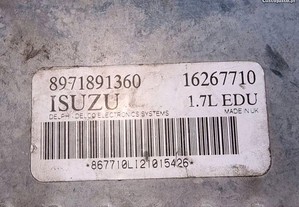 8971891360 16267710
ISUZU 1.7L EDU
DELPHI DELCO ELECTRONICS SYSTEMS MADE IN UK
*867710L121015426*